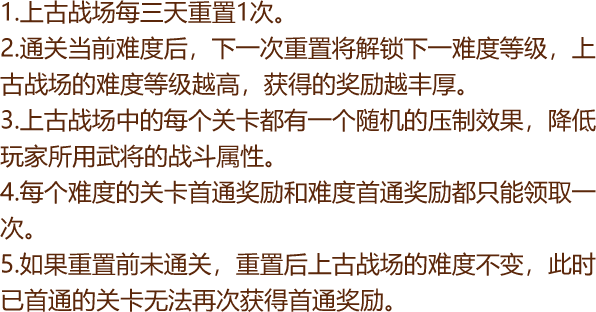 1.上古战场每三天重置1次。
2.通关当前难度后，下一次重置将解锁下一难度等级，上
古战场的难度等级越高，获得的奖励越丰厚。
3.上古战场中的每个关卡都有一个随机的压制效果，降低
玩家所用武将的战斗属性。
4.每个难度的关卡首通奖励和难度首通奖励都只能领取一
次。
5.如果重置前未通关，重置后上古战场的难度不变，此时
已首通的关卡无法再次获得首通奖励。